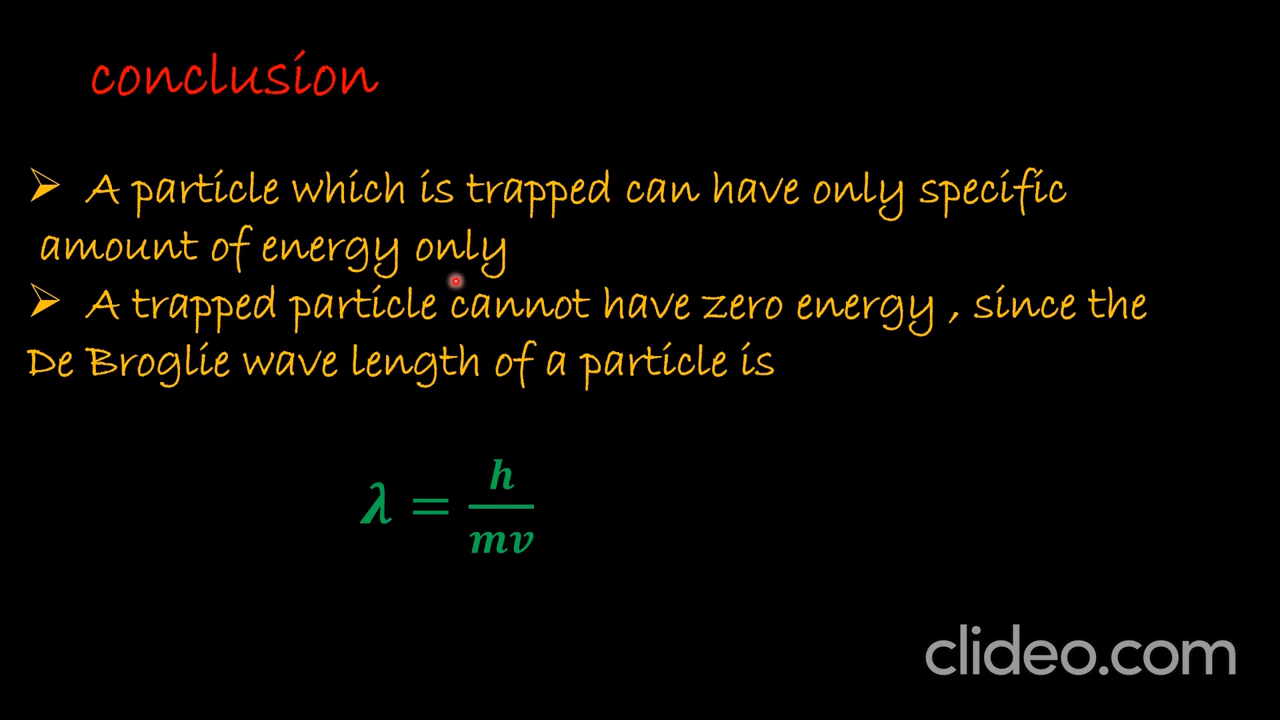 conclusion
➢ A particle which is trapped can have only specific
amount of energy only
➢ A trapped particle cannot have zero energy , since the
De Broglie wave length of a particle is
λ = h/mv
clideo.com